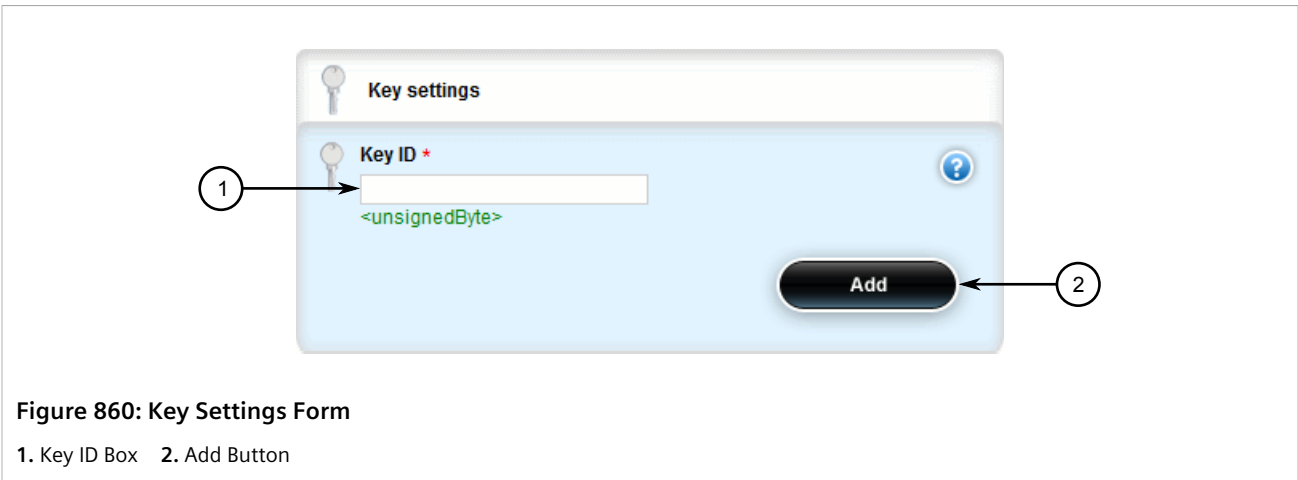 Key settings
Key ID *
?
1
<unsignedByte>
Add
2
Figure 860: Key Settings Form
1. Key ID Box 2. Add Button